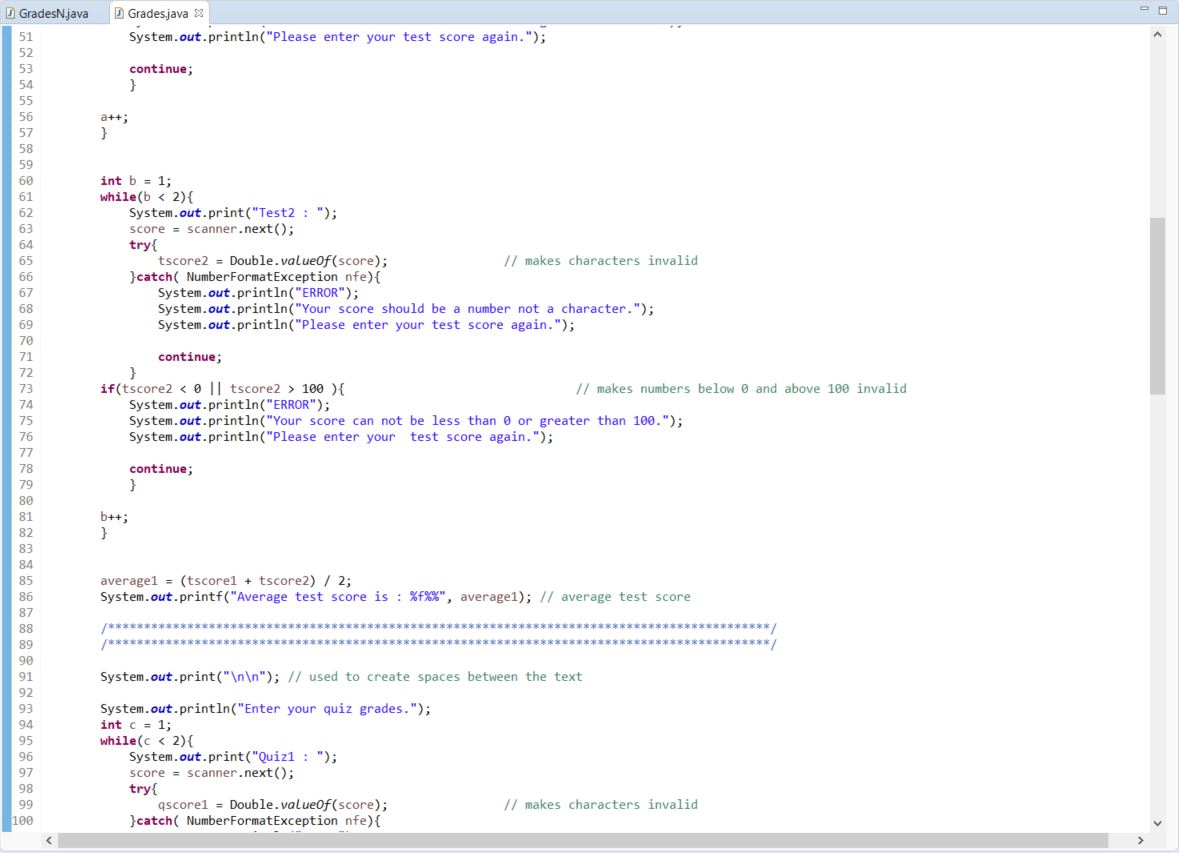 GradesN.java Grades.java
51 System.out.println("Please enter your test score again.");
52
53 continue;
54 }
55
56 a++;
57 }
58
59
60 int b = 1;
61 while(b < 2){
62 System.out.print("Test2 : ");
63 score = scanner.next();
64 try{
65 tscore2 = Double.valueOf(score); // makes characters invalid
66 }catch( NumberFormatException nfe){
67 System.out.println("ERROR");
68 System.out.println("Your score should be a number not a character.");
69 System.out.println("Please enter your test score again.");
70
71 continue;
72 }
73 if(tscore2 < 0 || tscore2 > 100 ){ // makes numbers below 0 and above 100 invalid
74 System.out.println("ERROR");
75 System.out.println("Your score can not be less than 0 or greater than 100.");
76 System.out.println("Please enter your  test score again.");
77
78 continue;
79 }
80
81 b++;
82 }
83
84
85 average1 = (tscore1 + tscore2) / 2;
86 System.out.printf("Average test score is : %f%%", average1); // average test score
87
88 /********************************************************************************************/
89 /********************************************************************************************/
90
91 System.out.print("\n\n"); // used to create spaces between the text
92
93 System.out.println("Enter your quiz grades.");
94 int c = 1;
95 while(c < 2){
96 System.out.print("Quiz1 : ");
97 score = scanner.next();
98 try{
99 qscore1 = Double.valueOf(score); // makes characters invalid
100 }catch( NumberFormatException nfe){